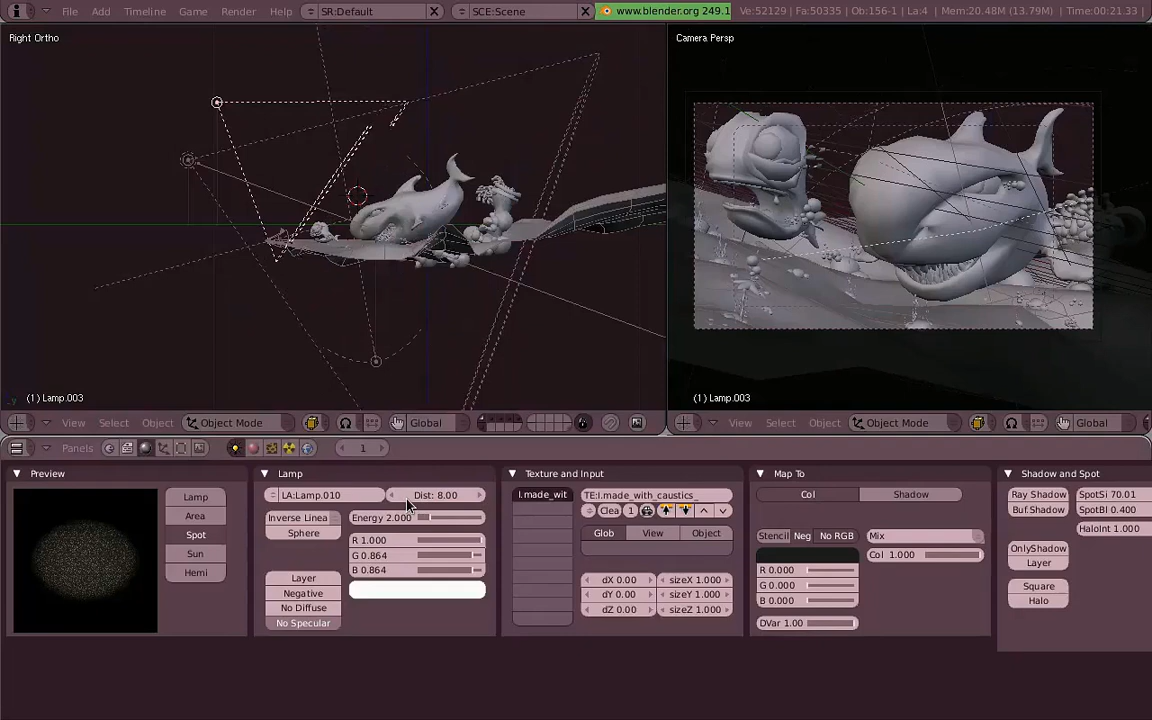 File Add Timeline Game Render Help SR:Default SCE:Scene www.blender.org 249.1 Ve:52129 | Fa:50335 | Ob:156-1 | La:4 | Mem:20.48M (13.79M) | Time:00:21.33 |
Right Ortho
Camera Persp
(1) Lamp.003
(1) Lamp.003
View Select Object Object Mode Global
View Select Object Object Mode Global
Panels 1
Preview
Lamp
Area
Spot
Sun
Hemi
Lamp
LA:Lamp.010 Dist: 8.00
Inverse Linea Energy 2.000
Sphere
R 1.000
G 0.864
B 0.864
Layer
Negative
No Diffuse
No Specular
Texture and Input
I.made_wit TE:I.made_with_caustics_
Clea 1
Glob View Object
dX 0.00 sizeX 1.000
dY 0.00 sizeY 1.000
dZ 0.00 sizeZ 1.000
Map To
Col Shadow
Stencil Neg No RGB Mix
Col 1.000
R 0.000
G 0.000
B 0.000
DVar 1.00
Shadow and Spot
Ray Shadow SpotSi 70.01
Buf.Shadow SpotBl 0.400
HaloInt 1.000
OnlyShadow
Layer
Square
Halo